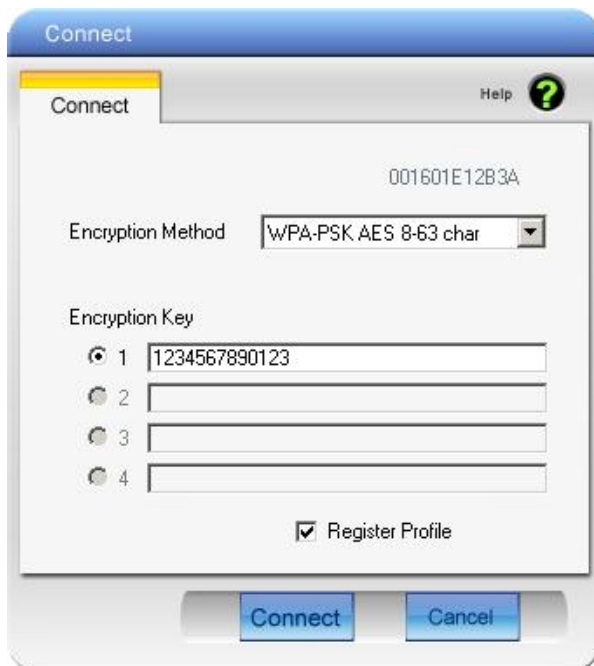 Connect
Connect
Help ?
001601E12B3A
Encryption Method WPA-PSK AES 8-63 char
Encryption Key
1 1234567890123
2
3
4
Register Profile
Connect Cancel